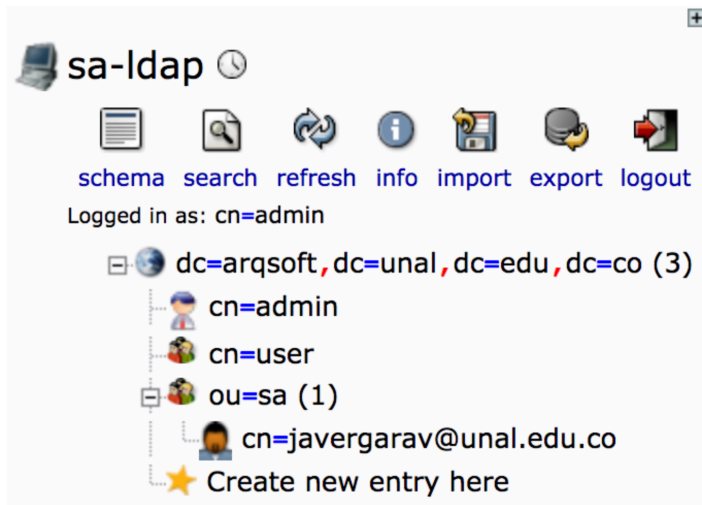 sa-ldap
schema search refresh info import export logout
Logged in as: cn=admin
dc=arqsoft,dc=unal,dc=edu,dc=co (3)
cn=admin
cn=user
ou=sa (1)
cn=javergarav@unal.edu.co
Create new entry here